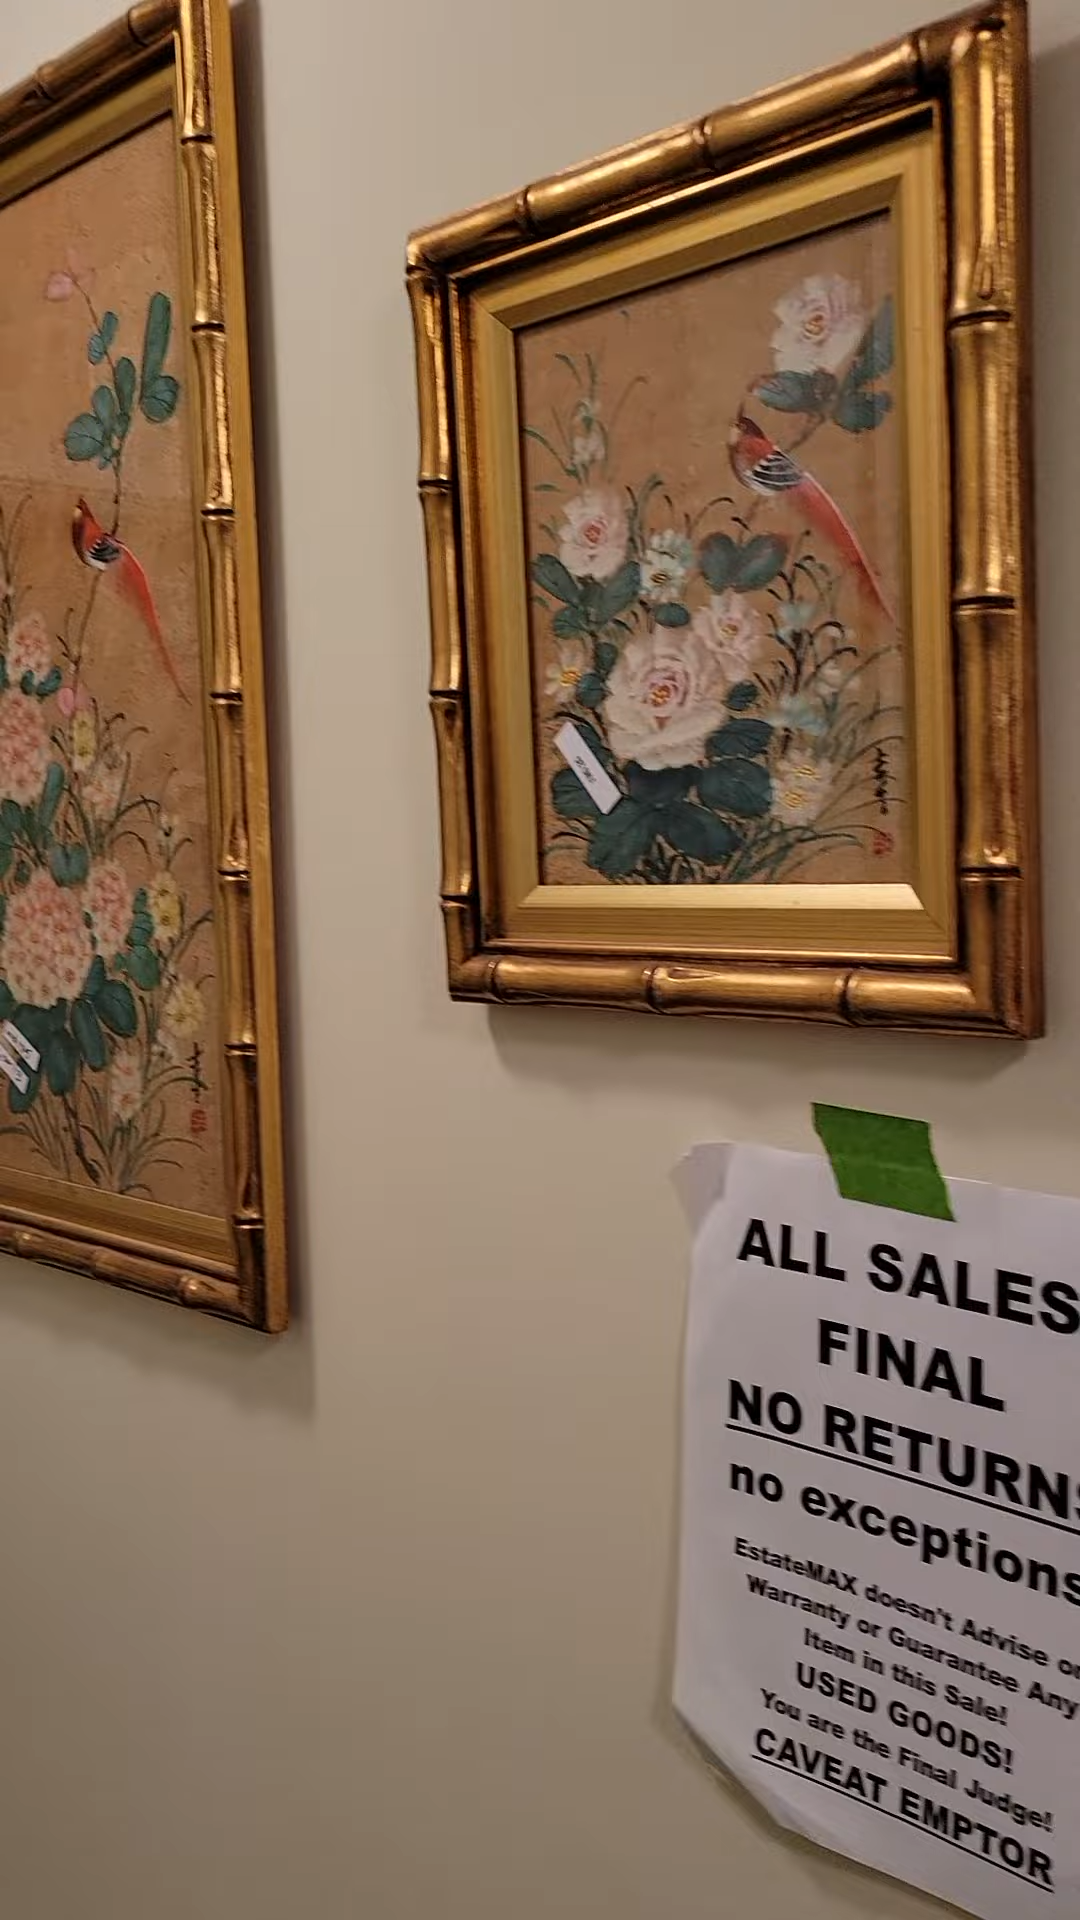 ALL SALES
FINAL
NO RETURNS
no exceptions
EstateMAX doesn't Advise or
Warranty or Guarantee Any
Item in this Sale!
USED GOODS!
You are the Final Judge!
CAVEAT EMPTOR